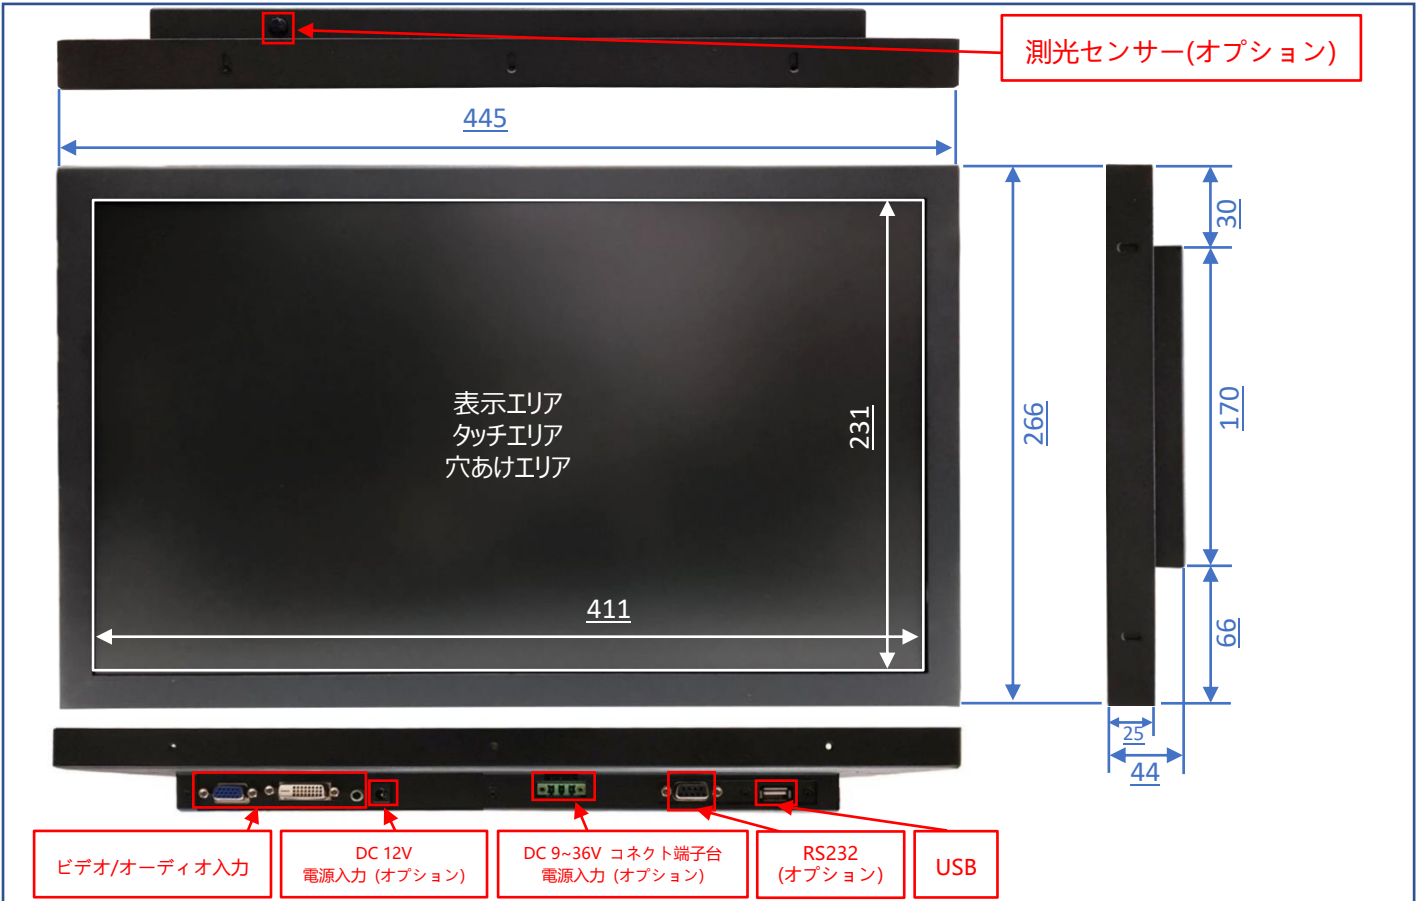 測光センサー(オプション)
445
30
表示エリア
タッチエリア
穴あけエリア
231
266
170
411
66
25
44
ビデオ/オーディオ入力
DC 12V
電源入力 (オプション)
DC 9~36V コネクト端子台
電源入力 (オプション)
RS232
(オプション)
USB